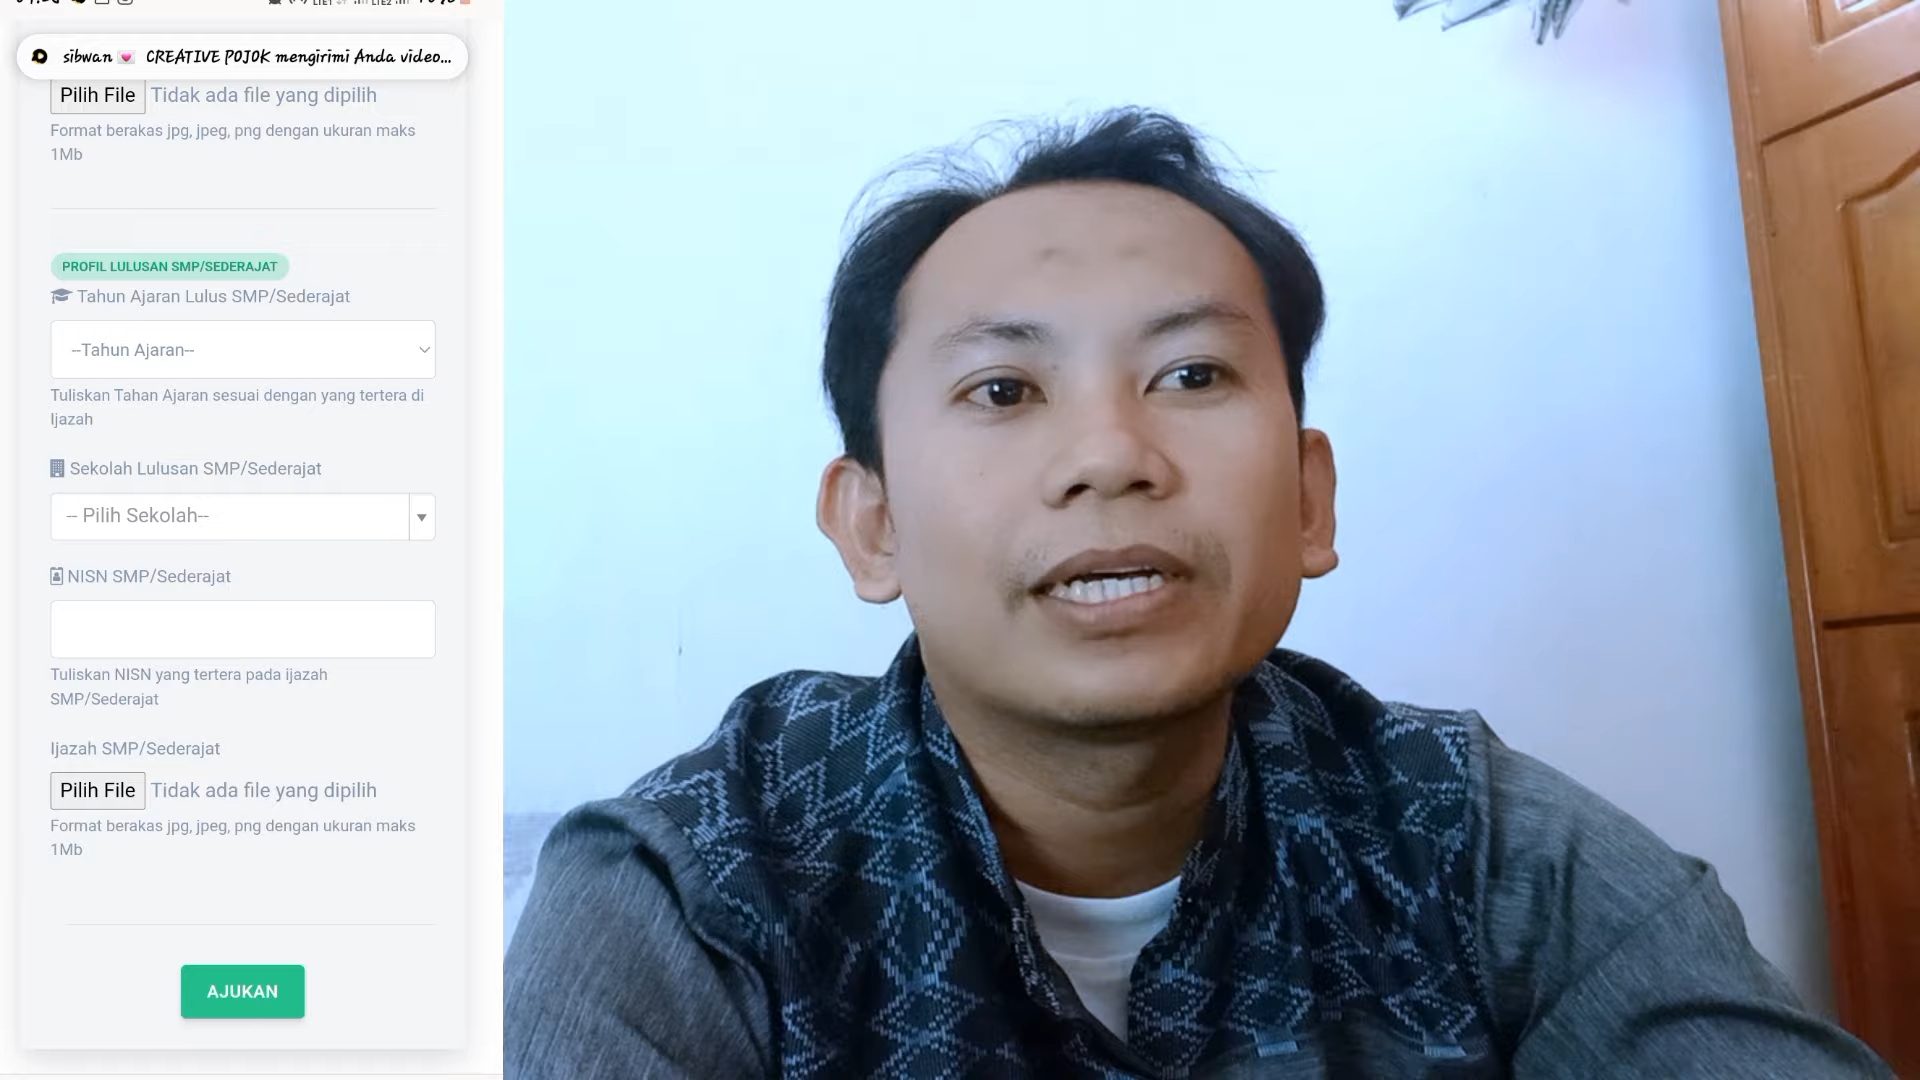 sibwan 💌 CREATIVE POJOK mengirimi Anda video...
Pilih File Tidak ada file yang dipilih
Format berakas jpg, jpeg, png dengan ukuran maks
1Mb
PROFIL LULUSAN SMP/SEDERAJAT
Tahun Ajaran Lulus SMP/Sederajat
--Tahun Ajaran--
Tuliskan Tahan Ajaran sesuai dengan yang tertera di
Ijazah
Sekolah Lulusan SMP/Sederajat
-- Pilih Sekolah--
NISN SMP/Sederajat
Tuliskan NISN yang tertera pada ijazah
SMP/Sederajat
Ijazah SMP/Sederajat
Pilih File Tidak ada file yang dipilih
Format berakas jpg, jpeg, png dengan ukuran maks
1Mb
AJUKAN